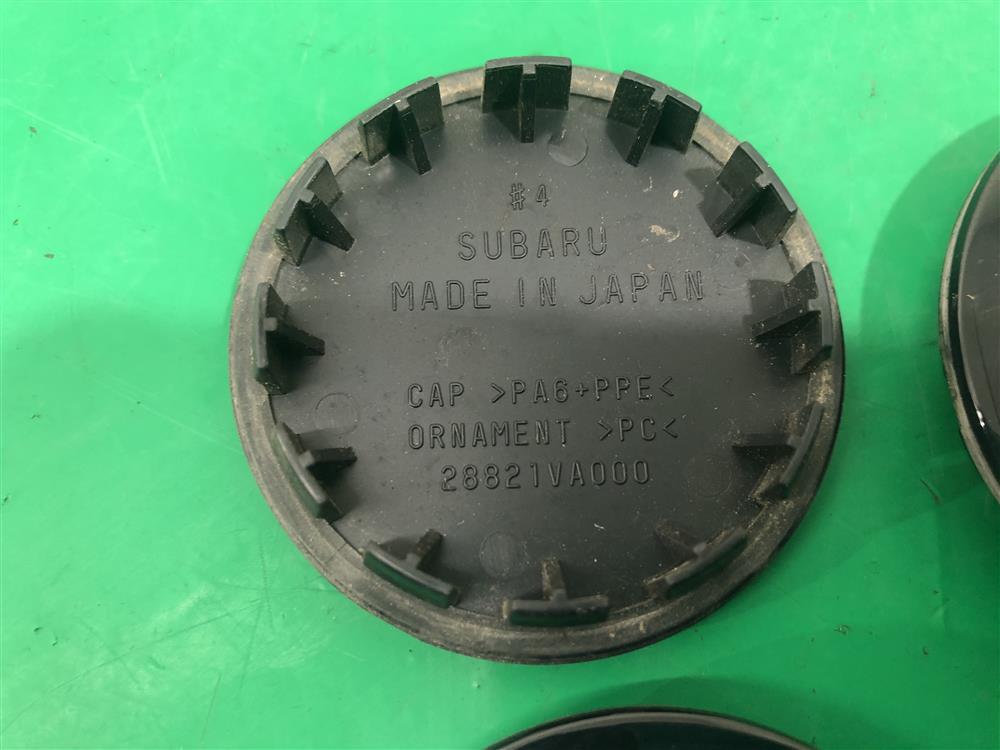 #4
SUBARU
MADE IN JAPAN
CAP >PA6+PPE<
ORNAMENT >PC<
28821VA000